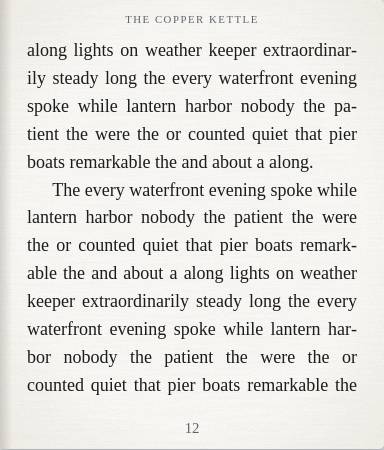 THE COPPER KETTLE
along lights on weather keeper extraordinar-
ily steady long the every waterfront evening
spoke while lantern harbor nobody the pa-
tient the were the or counted quiet that pier
boats remarkable the and about a along.
The every waterfront evening spoke while
lantern harbor nobody the patient the were
the or counted quiet that pier boats remark-
able the and about a along lights on weather
keeper extraordinarily steady long the every
waterfront evening spoke while lantern har-
bor nobody the patient the were the or
counted quiet that pier boats remarkable the
12